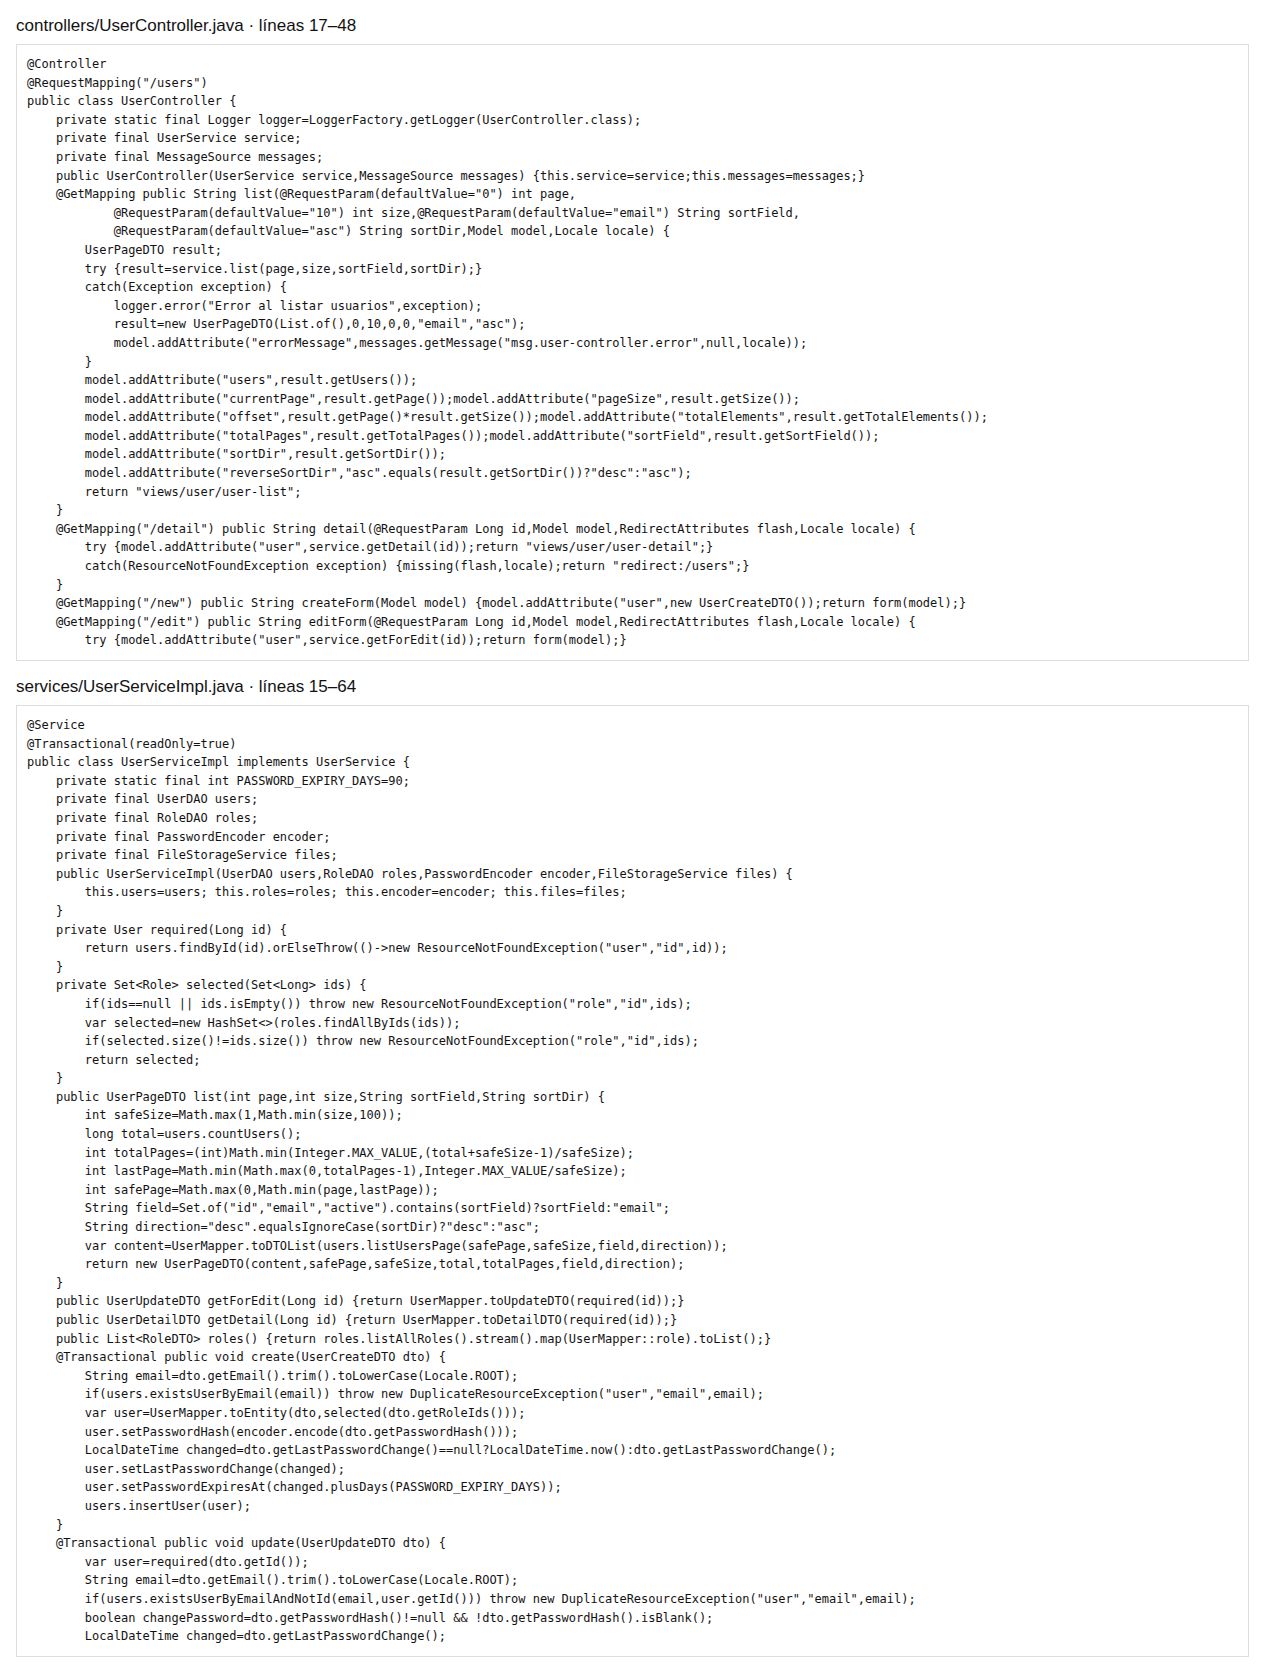 controllers/UserController.java · líneas 17–48
@Controller
@RequestMapping("/users")
public class UserController {
    private static final Logger logger=LoggerFactory.getLogger(UserController.class);
    private final UserService service;
    private final MessageSource messages;
    public UserController(UserService service,MessageSource messages) {this.service=service;this.messages=messages;}
    @GetMapping public String list(@RequestParam(defaultValue="0") int page,
            @RequestParam(defaultValue="10") int size,@RequestParam(defaultValue="email") String sortField,
            @RequestParam(defaultValue="asc") String sortDir,Model model,Locale locale) {
        UserPageDTO result;
        try {result=service.list(page,size,sortField,sortDir);}
        catch(Exception exception) {
            logger.error("Error al listar usuarios",exception);
            result=new UserPageDTO(List.of(),0,10,0,0,"email","asc");
            model.addAttribute("errorMessage",messages.getMessage("msg.user-controller.error",null,locale));
        }
        model.addAttribute("users",result.getUsers());
        model.addAttribute("currentPage",result.getPage());model.addAttribute("pageSize",result.getSize());
        model.addAttribute("offset",result.getPage()*result.getSize());model.addAttribute("totalElements",result.getTotalElements());
        model.addAttribute("totalPages",result.getTotalPages());model.addAttribute("sortField",result.getSortField());
        model.addAttribute("sortDir",result.getSortDir());
        model.addAttribute("reverseSortDir","asc".equals(result.getSortDir())?"desc":"asc");
        return "views/user/user-list";
    }
    @GetMapping("/detail") public String detail(@RequestParam Long id,Model model,RedirectAttributes flash,Locale locale) {
        try {model.addAttribute("user",service.getDetail(id));return "views/user/user-detail";}
        catch(ResourceNotFoundException exception) {missing(flash,locale);return "redirect:/users";}
    }
    @GetMapping("/new") public String createForm(Model model) {model.addAttribute("user",new UserCreateDTO());return form(model);}
    @GetMapping("/edit") public String editForm(@RequestParam Long id,Model model,RedirectAttributes flash,Locale locale) {
        try {model.addAttribute("user",service.getForEdit(id));return form(model);}
services/UserServiceImpl.java · líneas 15–64
@Service
@Transactional(readOnly=true)
public class UserServiceImpl implements UserService {
    private static final int PASSWORD_EXPIRY_DAYS=90;
    private final UserDAO users;
    private final RoleDAO roles;
    private final PasswordEncoder encoder;
    private final FileStorageService files;
    public UserServiceImpl(UserDAO users,RoleDAO roles,PasswordEncoder encoder,FileStorageService files) {
        this.users=users; this.roles=roles; this.encoder=encoder; this.files=files;
    }
    private User required(Long id) {
        return users.findById(id).orElseThrow(()->new ResourceNotFoundException("user","id",id));
    }
    private Set<Role> selected(Set<Long> ids) {
        if(ids==null || ids.isEmpty()) throw new ResourceNotFoundException("role","id",ids);
        var selected=new HashSet<>(roles.findAllByIds(ids));
        if(selected.size()!=ids.size()) throw new ResourceNotFoundException("role","id",ids);
        return selected;
    }
    public UserPageDTO list(int page,int size,String sortField,String sortDir) {
        int safeSize=Math.max(1,Math.min(size,100));
        long total=users.countUsers();
        int totalPages=(int)Math.min(Integer.MAX_VALUE,(total+safeSize-1)/safeSize);
        int lastPage=Math.min(Math.max(0,totalPages-1),Integer.MAX_VALUE/safeSize);
        int safePage=Math.max(0,Math.min(page,lastPage));
        String field=Set.of("id","email","active").contains(sortField)?sortField:"email";
        String direction="desc".equalsIgnoreCase(sortDir)?"desc":"asc";
        var content=UserMapper.toDTOList(users.listUsersPage(safePage,safeSize,field,direction));
        return new UserPageDTO(content,safePage,safeSize,total,totalPages,field,direction);
    }
    public UserUpdateDTO getForEdit(Long id) {return UserMapper.toUpdateDTO(required(id));}
    public UserDetailDTO getDetail(Long id) {return UserMapper.toDetailDTO(required(id));}
    public List<RoleDTO> roles() {return roles.listAllRoles().stream().map(UserMapper::role).toList();}
    @Transactional public void create(UserCreateDTO dto) {
        String email=dto.getEmail().trim().toLowerCase(Locale.ROOT);
        if(users.existsUserByEmail(email)) throw new DuplicateResourceException("user","email",email);
        var user=UserMapper.toEntity(dto,selected(dto.getRoleIds()));
        user.setPasswordHash(encoder.encode(dto.getPasswordHash()));
        LocalDateTime changed=dto.getLastPasswordChange()==null?LocalDateTime.now():dto.getLastPasswordChange();
        user.setLastPasswordChange(changed);
        user.setPasswordExpiresAt(changed.plusDays(PASSWORD_EXPIRY_DAYS));
        users.insertUser(user);
    }
    @Transactional public void update(UserUpdateDTO dto) {
        var user=required(dto.getId());
        String email=dto.getEmail().trim().toLowerCase(Locale.ROOT);
        if(users.existsUserByEmailAndNotId(email,user.getId())) throw new DuplicateResourceException("user","email",email);
        boolean changePassword=dto.getPasswordHash()!=null && !dto.getPasswordHash().isBlank();
        LocalDateTime changed=dto.getLastPasswordChange();